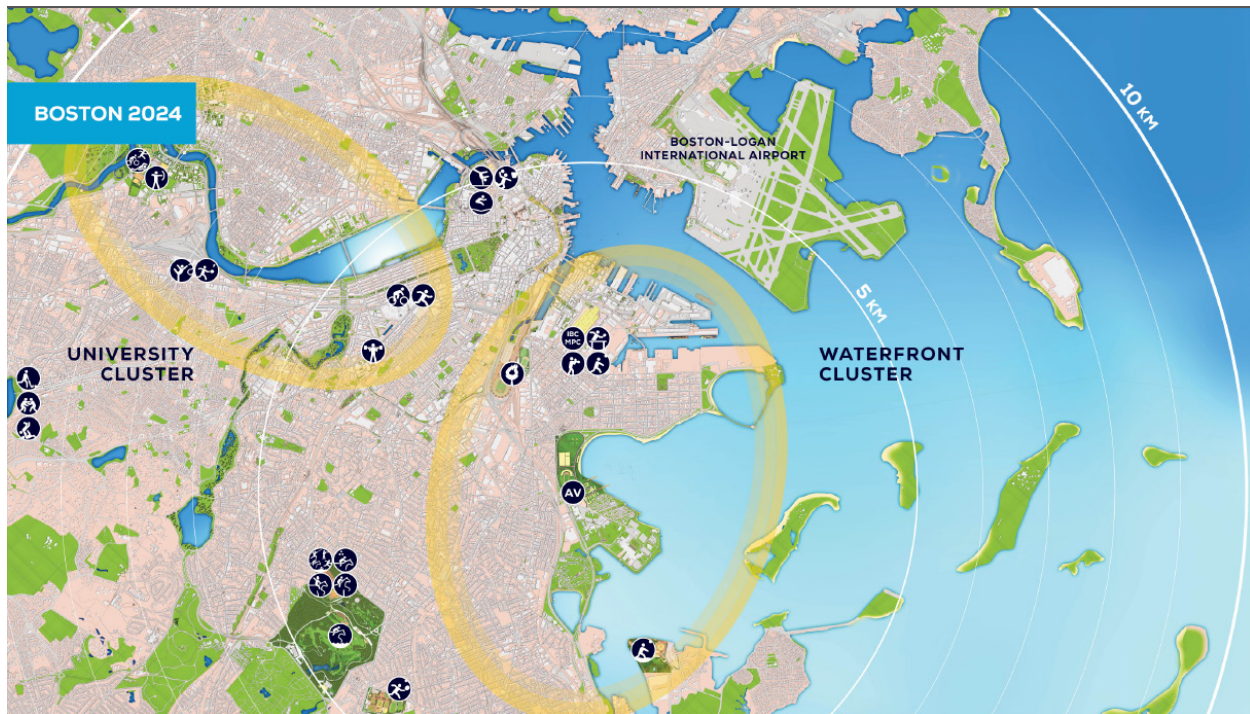 BOSTON 2024
10 KM
BOSTON-LOGAN
INTERNATIONAL AIRPORT
5 KM
UNIVERSITY
CLUSTER
WATERFRONT
CLUSTER
IBC
MPC
AV